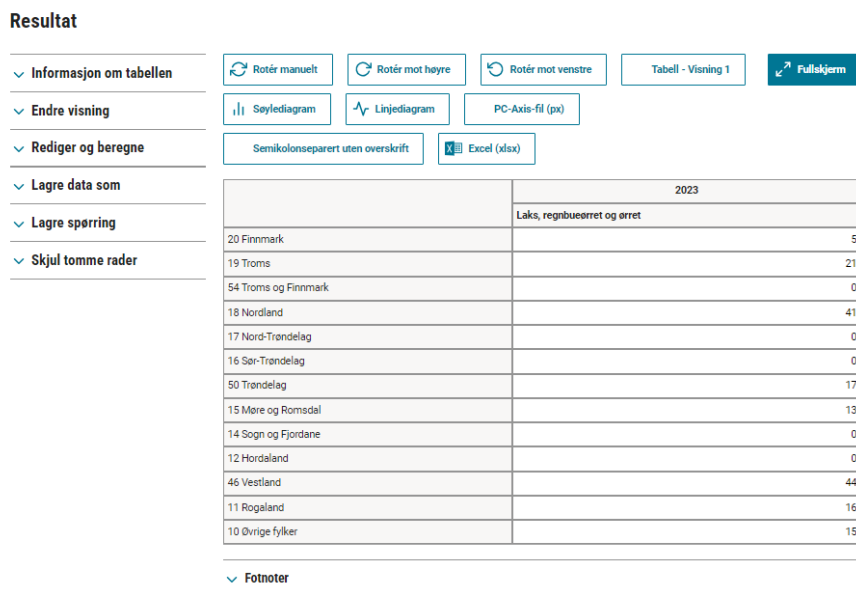 Resultat
Informasjon om tabellen
Endre visning
Rediger og beregne
Lagre data som
Lagre spørring
Skjul tomme rader
Rotér manuelt Rotér mot høyre Rotér mot venstre Tabell - Visning 1 Fullskjerm
Søylediagram Linjediagram PC-Axis-fil (px)
Semikolonseparert uten overskrift Excel (xlsx)
2023
Laks, regnbueørret og ørret
20 Finnmark 5
19 Troms 21
54 Troms og Finnmark 0
18 Nordland 41
17 Nord-Trøndelag 0
16 Sør-Trøndelag 0
50 Trøndelag 17
15 Møre og Romsdal 13
14 Sogn og Fjordane 0
12 Hordaland 0
46 Vestland 44
11 Rogaland 16
10 Øvrige fylker 15
Fotnoter